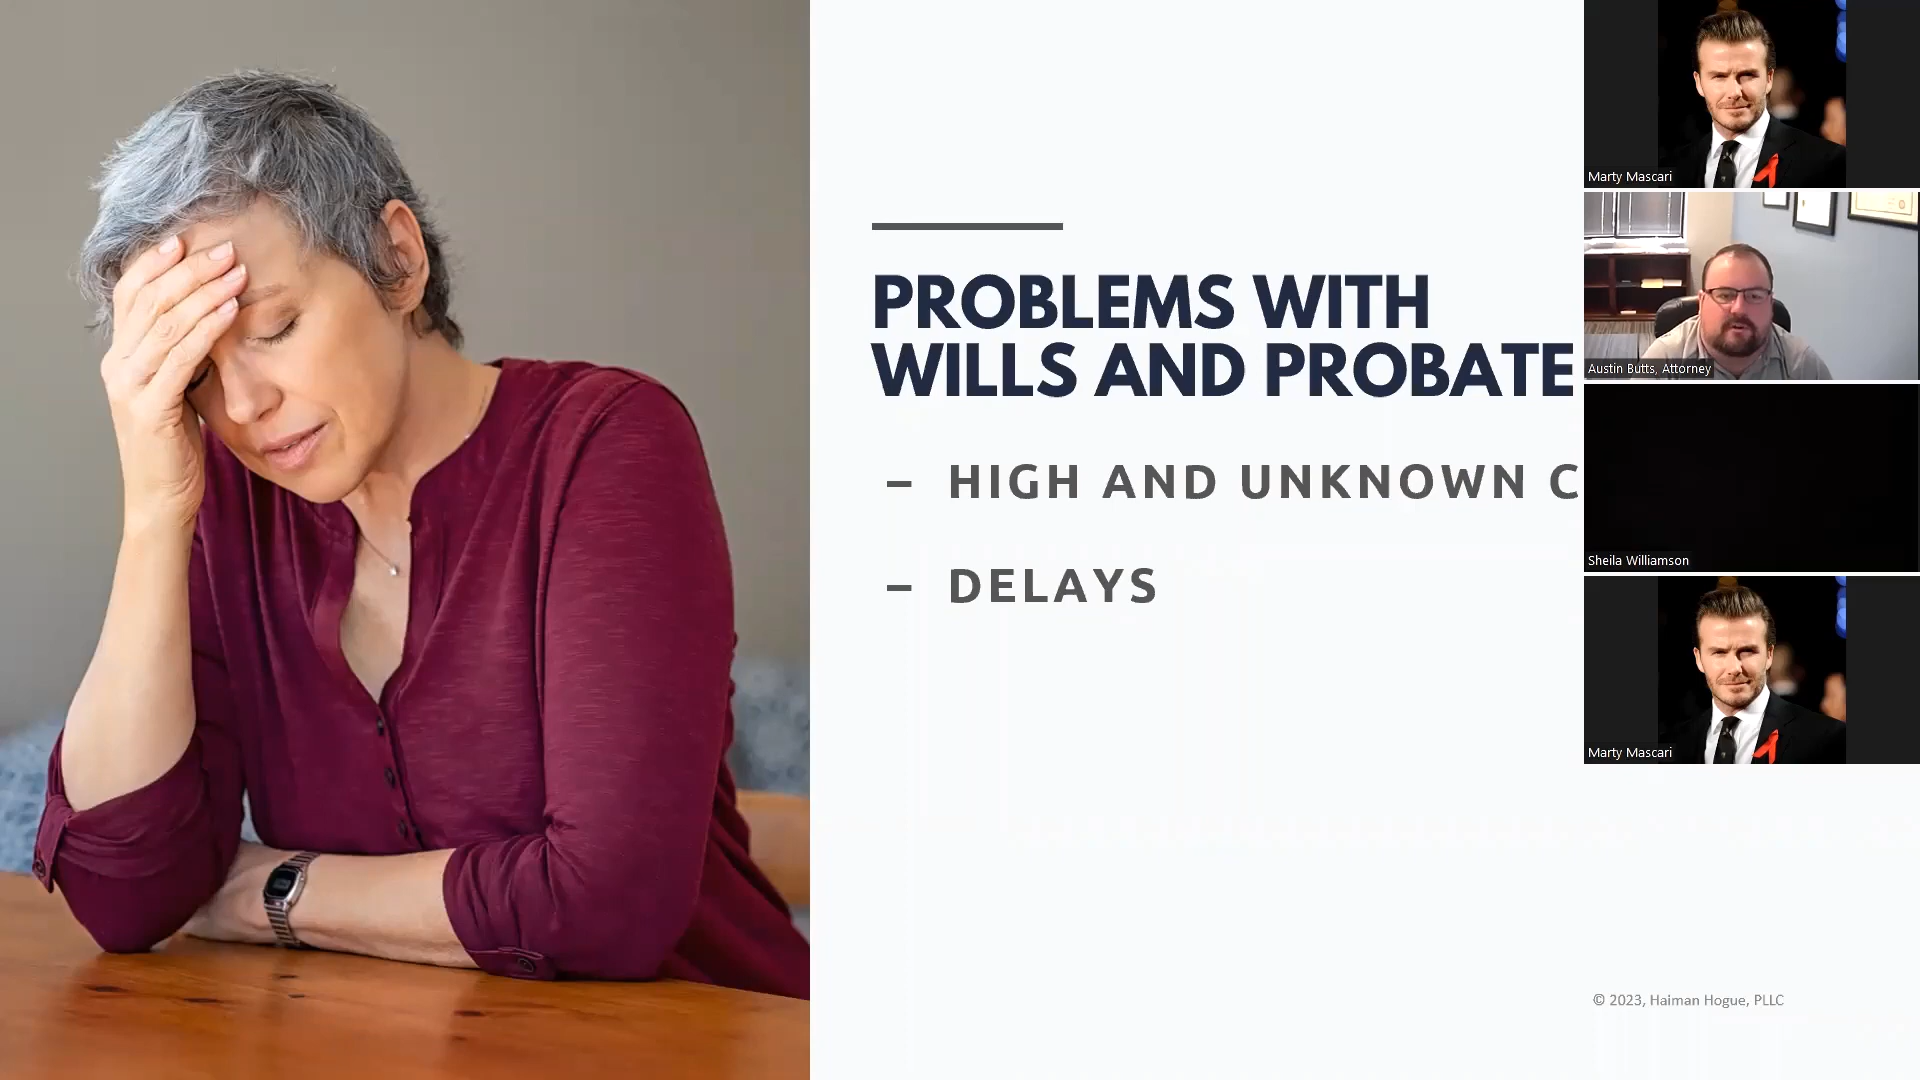 PROBLEMS WITH
WILLS AND PROBATE
– HIGH AND UNKNOWN C
– DELAYS
© 2023, Haiman Hogue, PLLC
Marty Mascari
Austin Butts, Attorney
Sheila Williamson
Marty Mascari